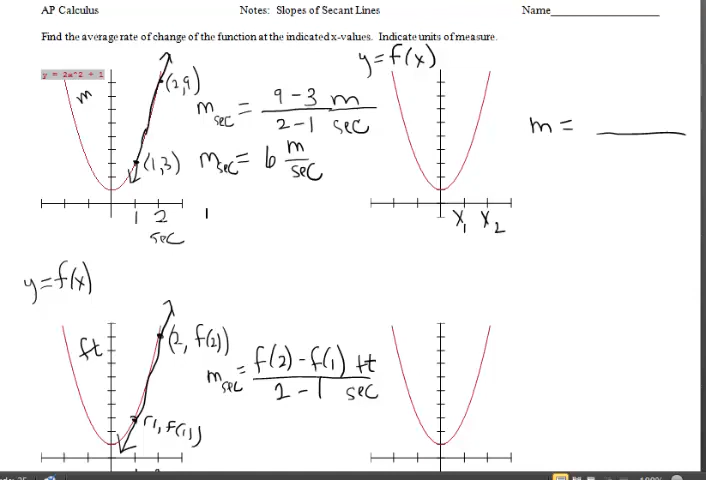 AP Calculus Notes: Slopes of Secant Lines Name
Find the average rate of change of the function at the indicated x-values. Indicate units of measure.
y = 2x^2 + 1
m
(2,9)
(1,3)
1 2 1
sec
m sec = 9 - 3 m / 2 - 1 sec
m sec = 6 m / sec
y = f(x)
x1 x2
m =
y = f(x)
ft
(2, f(2))
(1, f(1))
m sec = f(2) - f(1) ft / 2 - 1 sec